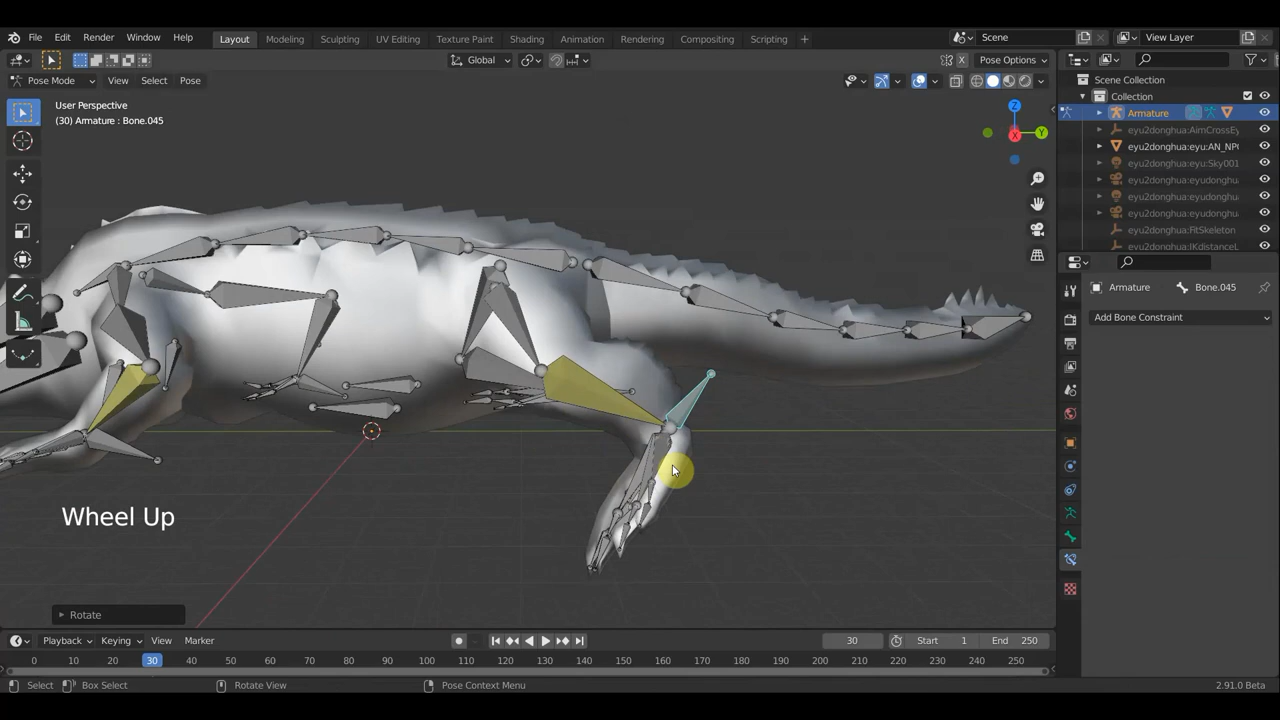 File Edit Render Window Help Layout Modeling Sculpting UV Editing Texture Paint Shading Animation Rendering Compositing Scripting + Scene View Layer
Global Pose Options
Pose Mode View Select Pose
User Perspective
(30) Armature : Bone.045
Z
Y
X
X
Scene Collection
Collection
Armature
eyu2donghua:AimCrossEy
eyu2donghua:eyu:AN_NP
eyu2donghua:eyu:Sky001
eyu2donghua:eyudonghua
eyu2donghua:eyudonghua
eyu2donghua:eyudonghua
eyu2donghua:FitSkeleton
eyu2donghua:IKdistanceL
Armature Bone.045
Add Bone Constraint
Wheel Up
Rotate
Playback Keying View Marker 30 Start 1 End 250
0 10 20 30 40 50 60 70 80 90 100 110 120 130 140 150 160 170 180 190 200 210 220 230 240 250
Select Box Select Rotate View Pose Context Menu 2.91.0 Beta